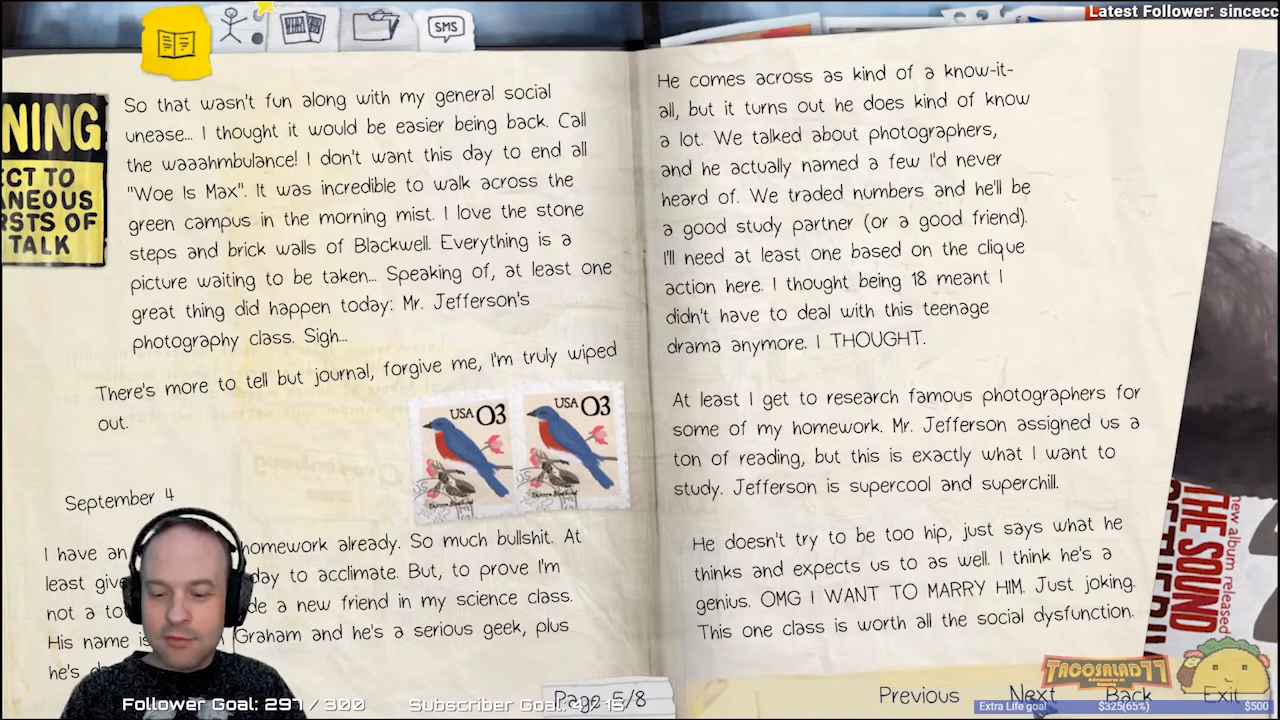 Latest Follower: sincecc
SMS
NING
CT TO
ANEOUS
RSTS OF
TALK
So that wasn't fun along with my general social
unease... I thought it would be easier being back. Call
the waaahmbulance! I don't want this day to end all
"Woe Is Max". It was incredible to walk across the
green campus in the morning mist. I love the stone
steps and brick walls of Blackwell. Everything is a
picture waiting to be taken... Speaking of, at least one
great thing did happen today: Mr. Jefferson's
photography class. Sigh...
There's more to tell but journal, forgive me, I'm truly wiped
out.
USA 03
USA 03
September 4
I have an homework already. So much bullshit. At
least give day to acclimate. But, to prove I'm
not a to de a new friend in my science class.
His name is Graham and he's a serious geek, plus
he's d
He comes across as kind of a know-it-
all, but it turns out he does kind of know
a lot. We talked about photographers,
and he actually named a few I'd never
heard of. We traded numbers and he'll be
a good study partner (or a good friend).
I'll need at least one based on the clique
action here. I thought being 18 meant I
didn't have to deal with this teenage
drama anymore. I THOUGHT.
At least I get to research famous photographers for
some of my homework. Mr. Jefferson assigned us a
ton of reading, but this is exactly what I want to
study. Jefferson is supercool and superchill.
He doesn't try to be too hip, just says what he
thinks and expects us to as well. I think he's a
genius. OMG I WANT TO MARRY HIM. Just joking.
This one class is worth all the social dysfunction.
new album released
THE SOUND
TACOSALAD77
Adventures in
Gaming
Page 5/8
Previous Next Back Exit
Follower Goal: 297 / 300
Subscriber Goal: 4 / 15
Extra Life goal $325(65%) $500